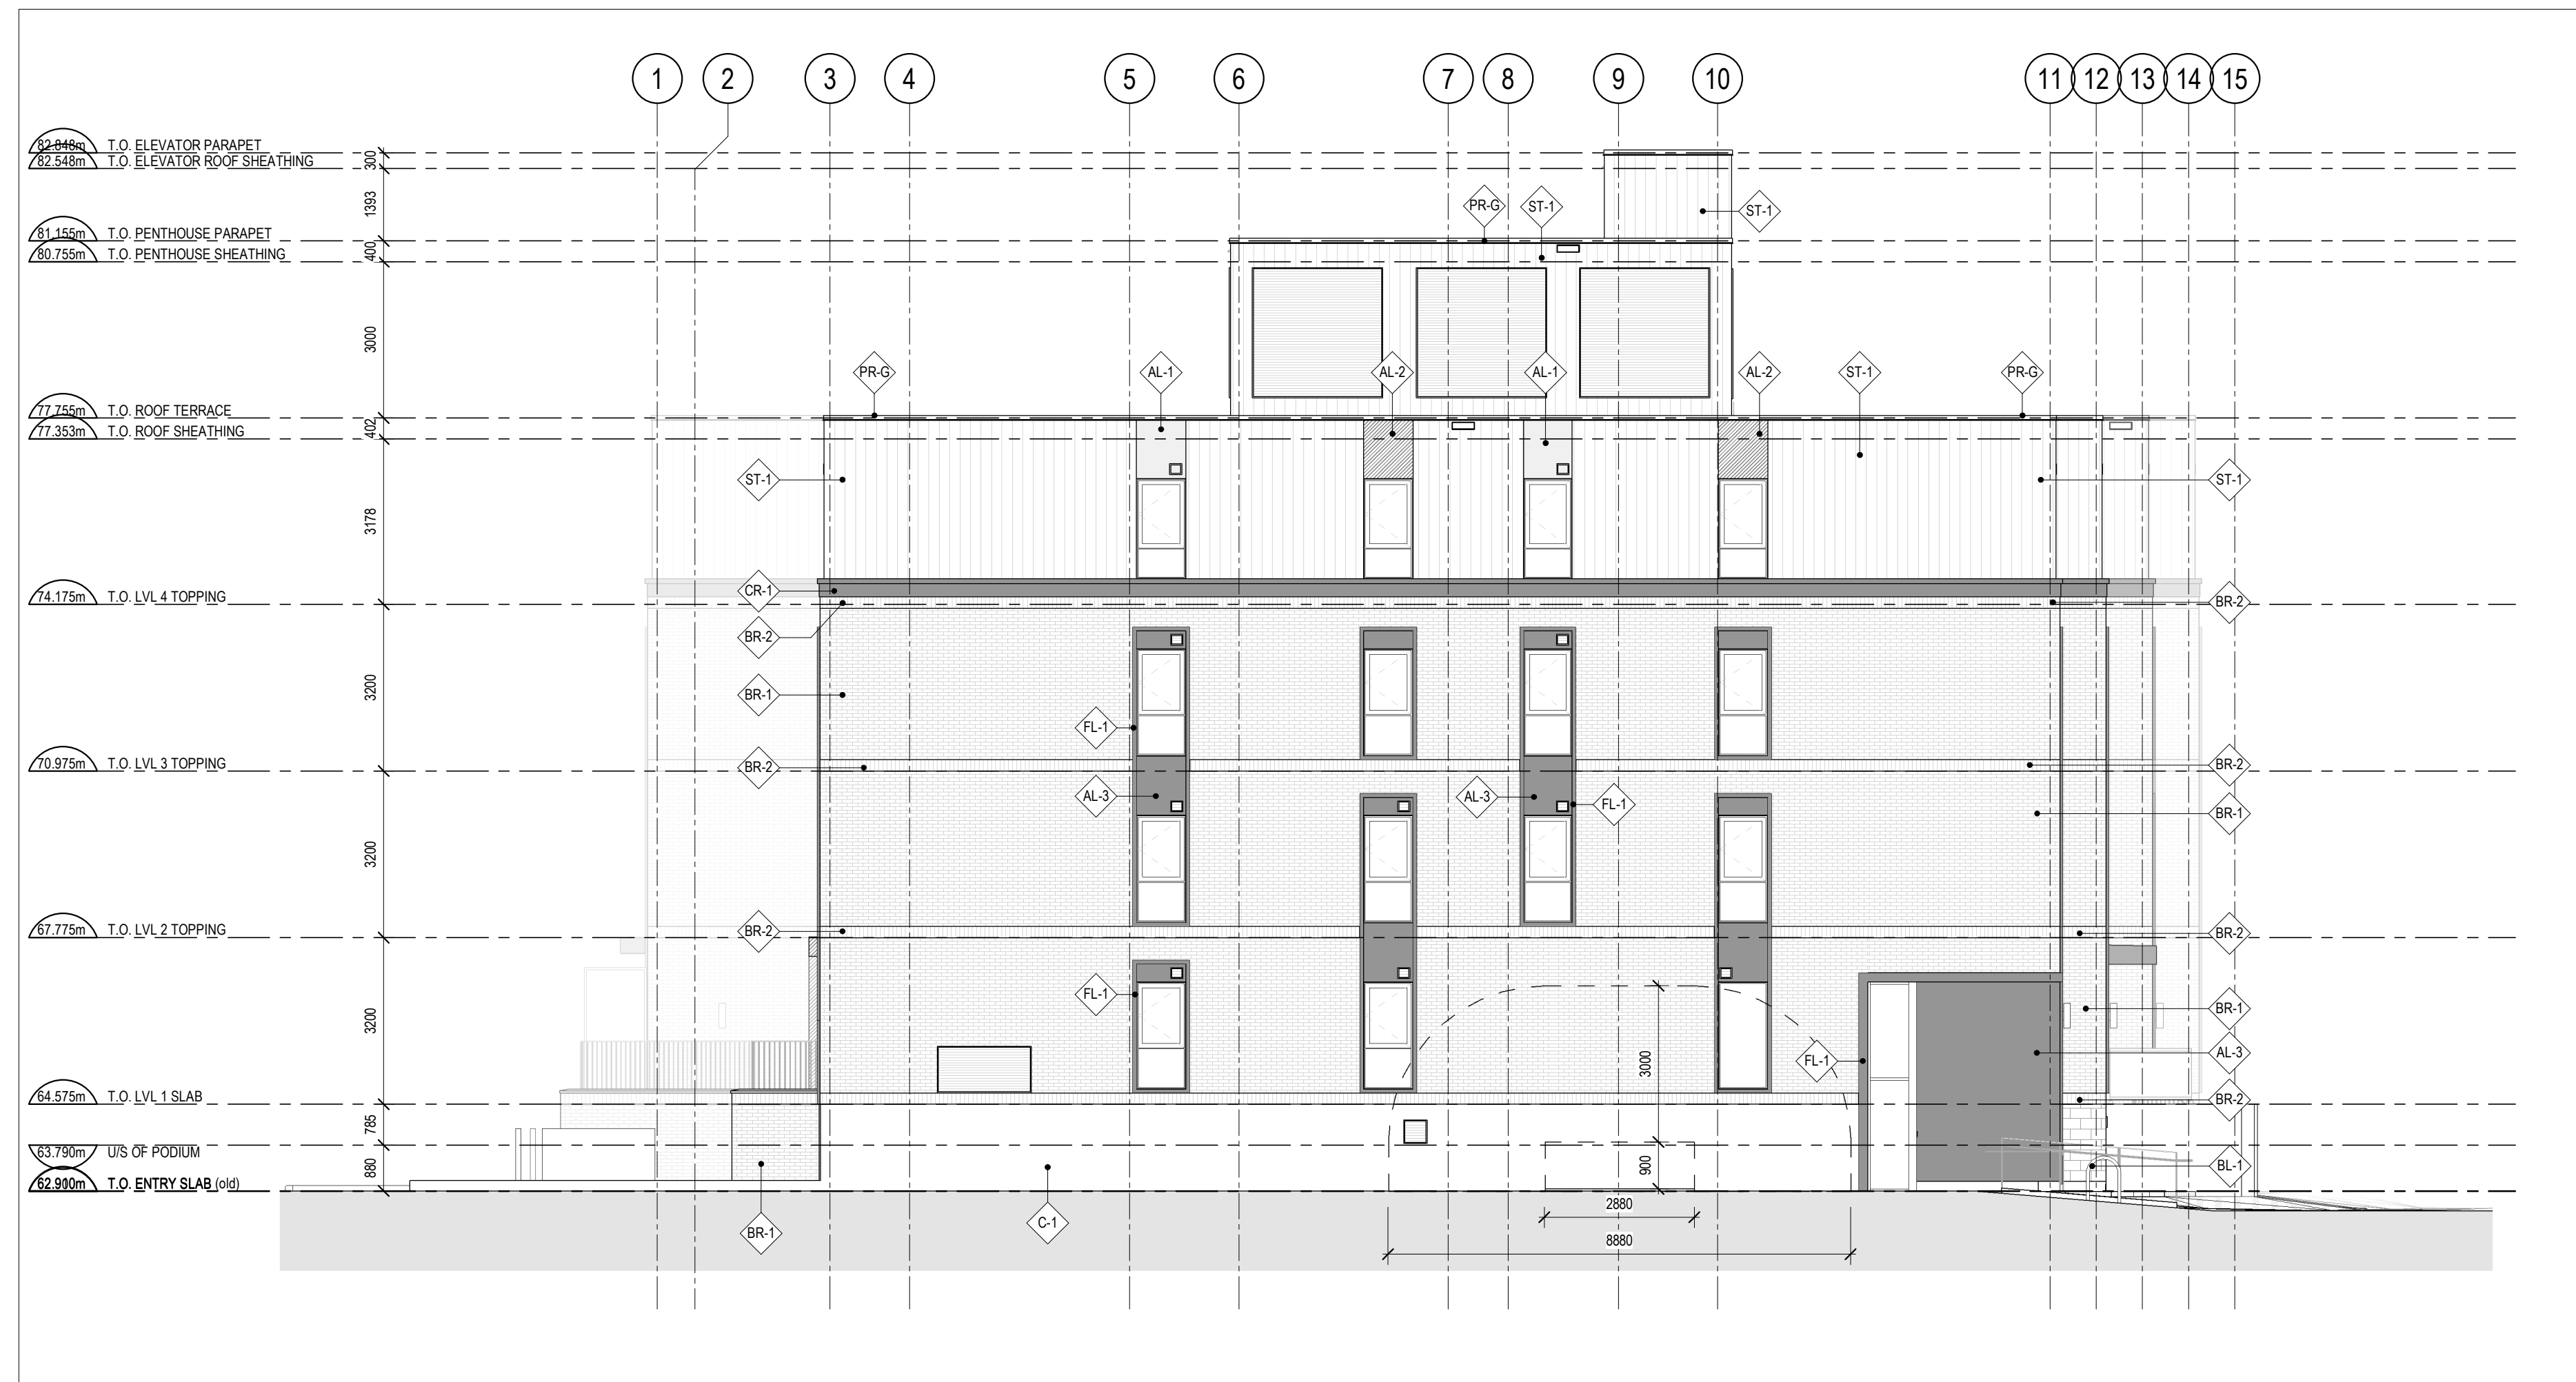 1 2 3 4 5 6 7 8 9 10 11 12 13 14 15
82.848m T.O. ELEVATOR PARAPET
82.548m T.O. ELEVATOR ROOF SHEATHING
300
1393
PR-G ST-1 ST-1
81.155m T.O. PENTHOUSE PARAPET
400
80.755m T.O. PENTHOUSE SHEATHING
3000
PR-G AL-1 AL-2 AL-1 AL-2 ST-1 PR-G
77.755m T.O. ROOF TERRACE
402
77.353m T.O. ROOF SHEATHING
ST-1 ST-1
3178
CR-1
74.175m T.O. LVL 4 TOPPING
BR-2
BR-2
3200
BR-1
FL-1
70.975m T.O. LVL 3 TOPPING
BR-2 BR-2
AL-3 AL-3 FL-1
BR-1
3200
67.775m T.O. LVL 2 TOPPING
BR-2 BR-2
FL-1
BR-1
3200
3000
FL-1 AL-3
64.575m T.O. LVL 1 SLAB
BR-2
785
63.790m U/S OF PODIUM
880
900
BL-1
62.900m T.O. ENTRY SLAB (old)
2880
BR-1 C-1
8880